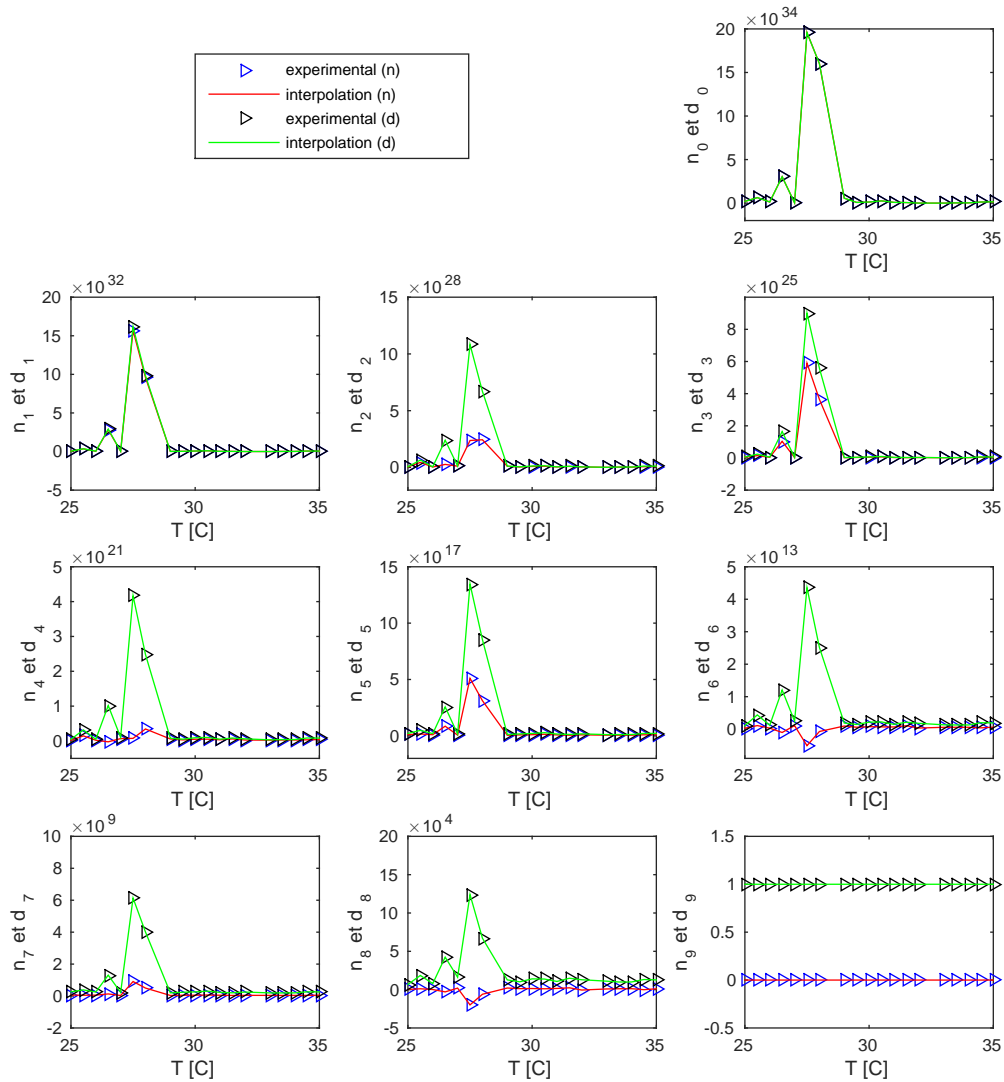 experimental (n)
interpolation (n)
experimental (d)
interpolation (d)
×10^34
20
15
10
5
0
n_0 et d_0
25 30 35
T [C]
×10^32
20
15
10
5
0
-5
n_1 et d_1
25 30 35
T [C]
×10^28
15
10
5
0
n_2 et d_2
25 30 35
T [C]
×10^25
8
6
4
2
0
-2
n_3 et d_3
25 30 35
T [C]
×10^21
5
4
3
2
1
0
n_4 et d_4
25 30 35
T [C]
×10^17
15
10
5
0
n_5 et d_5
25 30 35
T [C]
×10^13
5
4
3
2
1
0
n_6 et d_6
25 30 35
T [C]
×10^9
10
8
6
4
2
0
-2
n_7 et d_7
25 30 35
T [C]
×10^4
20
15
10
5
0
-5
n_8 et d_8
25 30 35
T [C]
1.5
1
0.5
0
-0.5
n_9 et d_9
25 30 35
T [C]